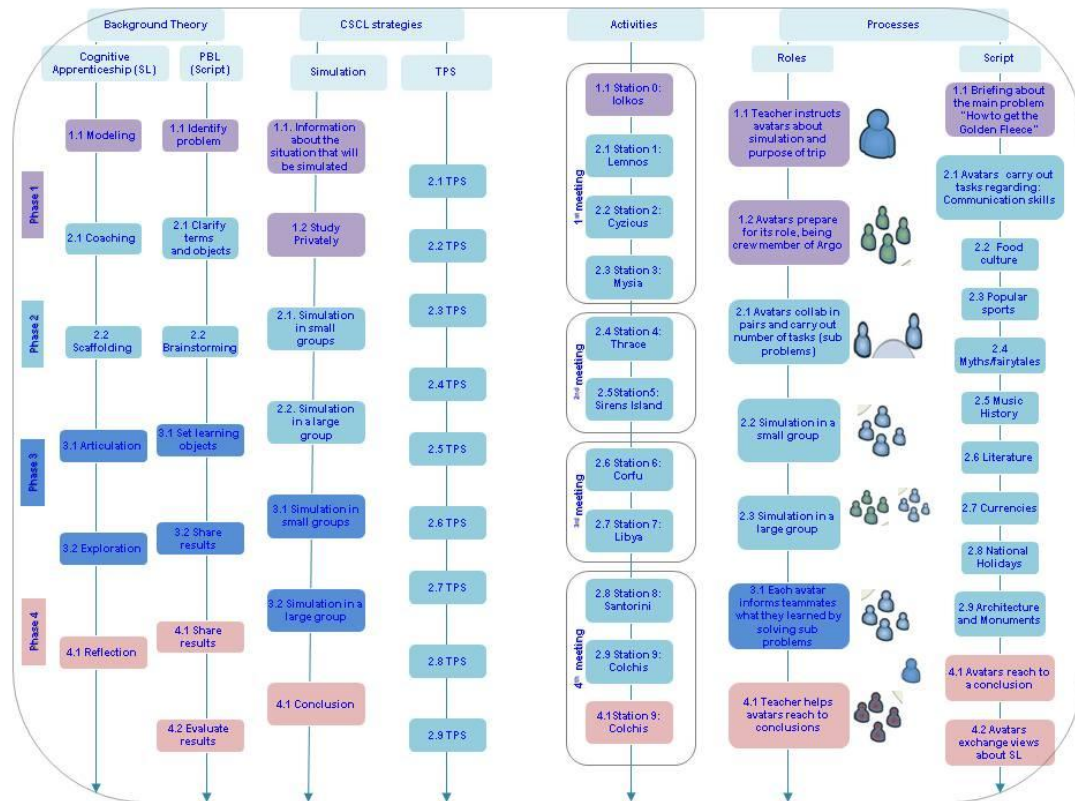 Background Theory
CSCL strategies
Activities
Processes
Cognitive
Apprenticeship (SL)
PBL
(Script)
Simulation
TPS
Roles
Script
Phase 1
Phase 2
Phase 3
Phase 4
1.1 Modeling
2.1 Coaching
2.2
Scaffolding
3.1 Articulation
3.2 Exploration
4.1 Reflection
1.1 Identify
problem
2.1 Clarify
terms
and objects
2.2
Brainstorming
3.1 Set learning
objects
3.2 Share
results
4.1 Share
results
4.2 Evaluate
results
1.1. Information
about the
situation that will
be simulated
1.2 Study
Privately
2.1. Simulation
in small
groups
2.2. Simulation
in a large
group
3.1 Simulation in
small groups
3.2 Simulation in a
large group
4.1 Conclusion
2.1 TPS
2.2 TPS
2.3 TPS
2.4 TPS
2.5 TPS
2.6 TPS
2.7 TPS
2.8 TPS
2.9 TPS
1st meeting
1.1 Station 0:
Iolkos
2.1 Station 1:
Lemnos
2.2 Station 2:
Cyzicus
2.3 Station 3:
Mysia
2nd meeting
2.4 Station 4:
Thrace
2.5Station5:
Sirens Island
3rd meeting
2.6 Station 6:
Corfu
2.7 Station 7:
Libya
4th meeting
2.8 Station 8:
Santorini
2.9 Station 9:
Colchis
4.1Station 9:
Colchis
1.1 Teacher instructs
avatars about
simulation and
purpose of trip
1.2 Avatars prepare
for its role, being
crew member of Argo
2.1 Avatars collab in
pairs and carry out
number of tasks (sub
problems)
2.2 Simulation in a
small group
2.3 Simulation in a
large group
3.1 Each avatar
informs teammates
what they learned by
solving sub
problems
4.1 Teacher helps
avatars reach to
conclusions
1.1 Briefing about
the main problem
"How to get the
Golden Fleece"
2.1 Avatars carry out
tasks regarding:
Communication skills
2.2 Food
culture
2.3 Popular
sports
2.4
Myths/fairytales
2.5 Music
History
2.6 Literature
2.7 Currencies
2.8 National
Holidays
2.9 Architecture
and Monuments
4.1 Avatars reach to
a conclusion
4.2 Avatars
exchange views
about SL